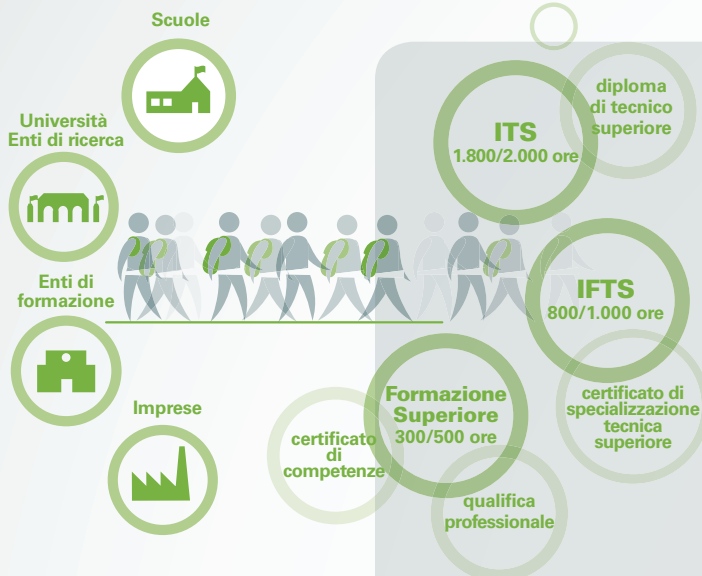 Scuole
Università
Enti di ricerca
Enti di
formazione
Imprese
ITS
1.800/2.000 ore
diploma
di tecnico
superiore
IFTS
800/1.000 ore
certificato di
specializzazione
tecnica
superiore
Formazione
Superiore
300/500 ore
certificato
di
competenze
qualifica
professionale